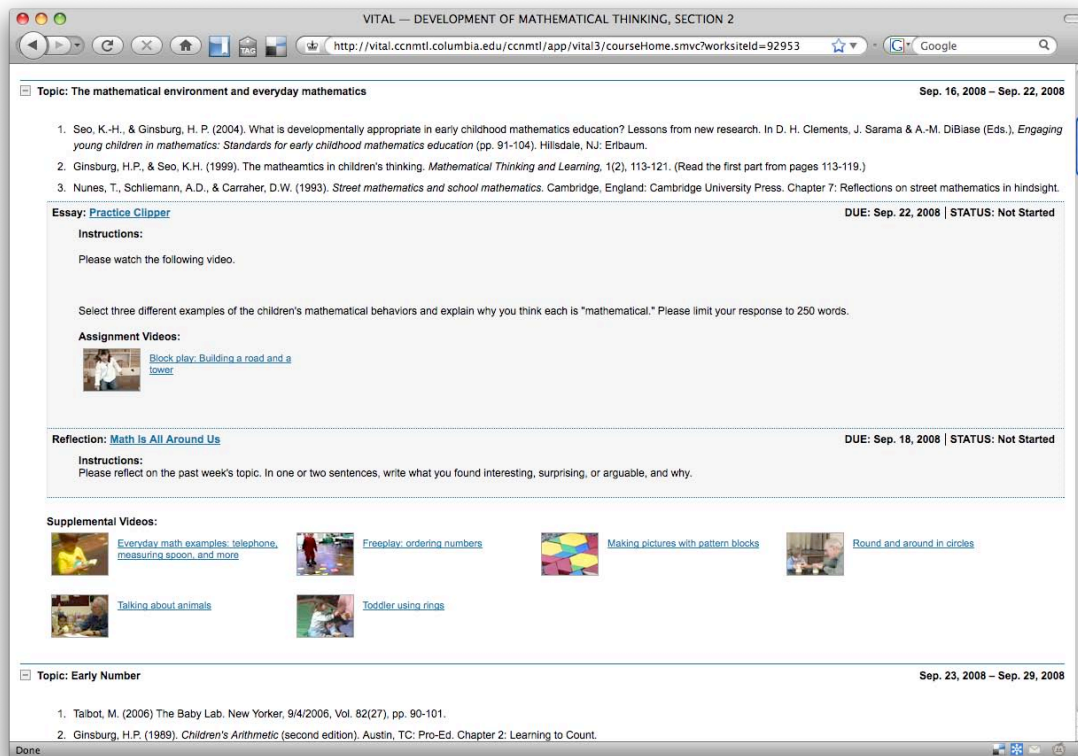 VITAL — DEVELOPMENT OF MATHEMATICAL THINKING, SECTION 2
TAG
http://vital.ccnmtl.columbia.edu/ccnmtl/app/vital3/courseHome.smvc?worksiteId=92953
G Google
Topic: The mathematical environment and everyday mathematics Sep. 16, 2008 – Sep. 22, 2008
1. Seo, K.-H., & Ginsburg, H. P. (2004). What is developmentally appropriate in early childhood mathematics education? Lessons from new research. In D. H. Clements, J. Sarama & A.-M. DiBiase (Eds.), Engaging
young children in mathematics: Standards for early childhood mathematics education (pp. 91-104). Hillsdale, NJ: Erlbaum.
2. Ginsburg, H.P., & Seo, K.H. (1999). The matheamtics in children's thinking. Mathematical Thinking and Learning, 1(2), 113-121. (Read the first part from pages 113-119.)
3. Nunes, T., Schliemann, A.D., & Carraher, D.W. (1993). Street mathematics and school mathematics. Cambridge, England: Cambridge University Press. Chapter 7: Reflections on street mathematics in hindsight.
Essay: Practice Clipper DUE: Sep. 22, 2008 | STATUS: Not Started
Instructions:
Please watch the following video.
Select three different examples of the children's mathematical behaviors and explain why you think each is "mathematical." Please limit your response to 250 words.
Assignment Videos:
Block play: Building a road and a
tower
Reflection: Math Is All Around Us DUE: Sep. 18, 2008 | STATUS: Not Started
Instructions:
Please reflect on the past week's topic. In one or two sentences, write what you found interesting, surprising, or arguable, and why.
Supplemental Videos:
Everyday math examples: telephone,
measuring spoon, and more
Freeplay: ordering numbers
Making pictures with pattern blocks
Round and around in circles
Talking about animals
Toddler using rings
Topic: Early Number Sep. 23, 2008 – Sep. 29, 2008
1. Talbot, M. (2006) The Baby Lab. New Yorker, 9/4/2006, Vol. 82(27), pp. 90-101.
2. Ginsburg, H.P. (1989). Children's Arithmetic (second edition). Austin, TX: Pro-Ed. Chapter 2: Learning to Count.
Done